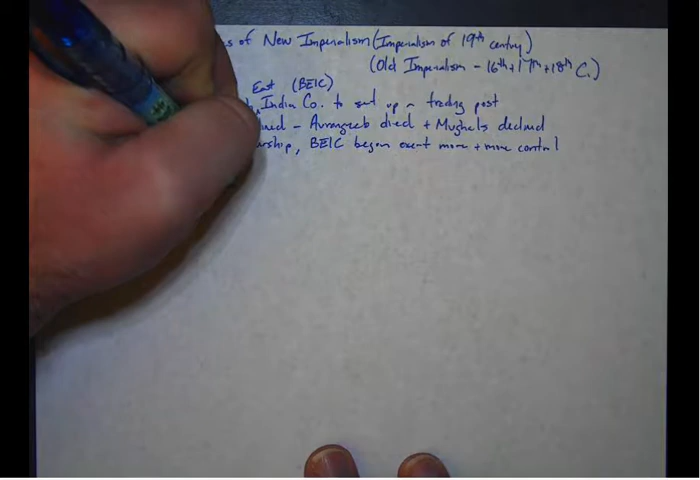 of New Imperialism (Imperialism of 19th century)
(Old Imperialism - 16th + 17th + 18th C.)
East (BEIC)
India Co. to set up a trading post
- Aurangzeb died + Mughals declined
BEIC began exert more + more control